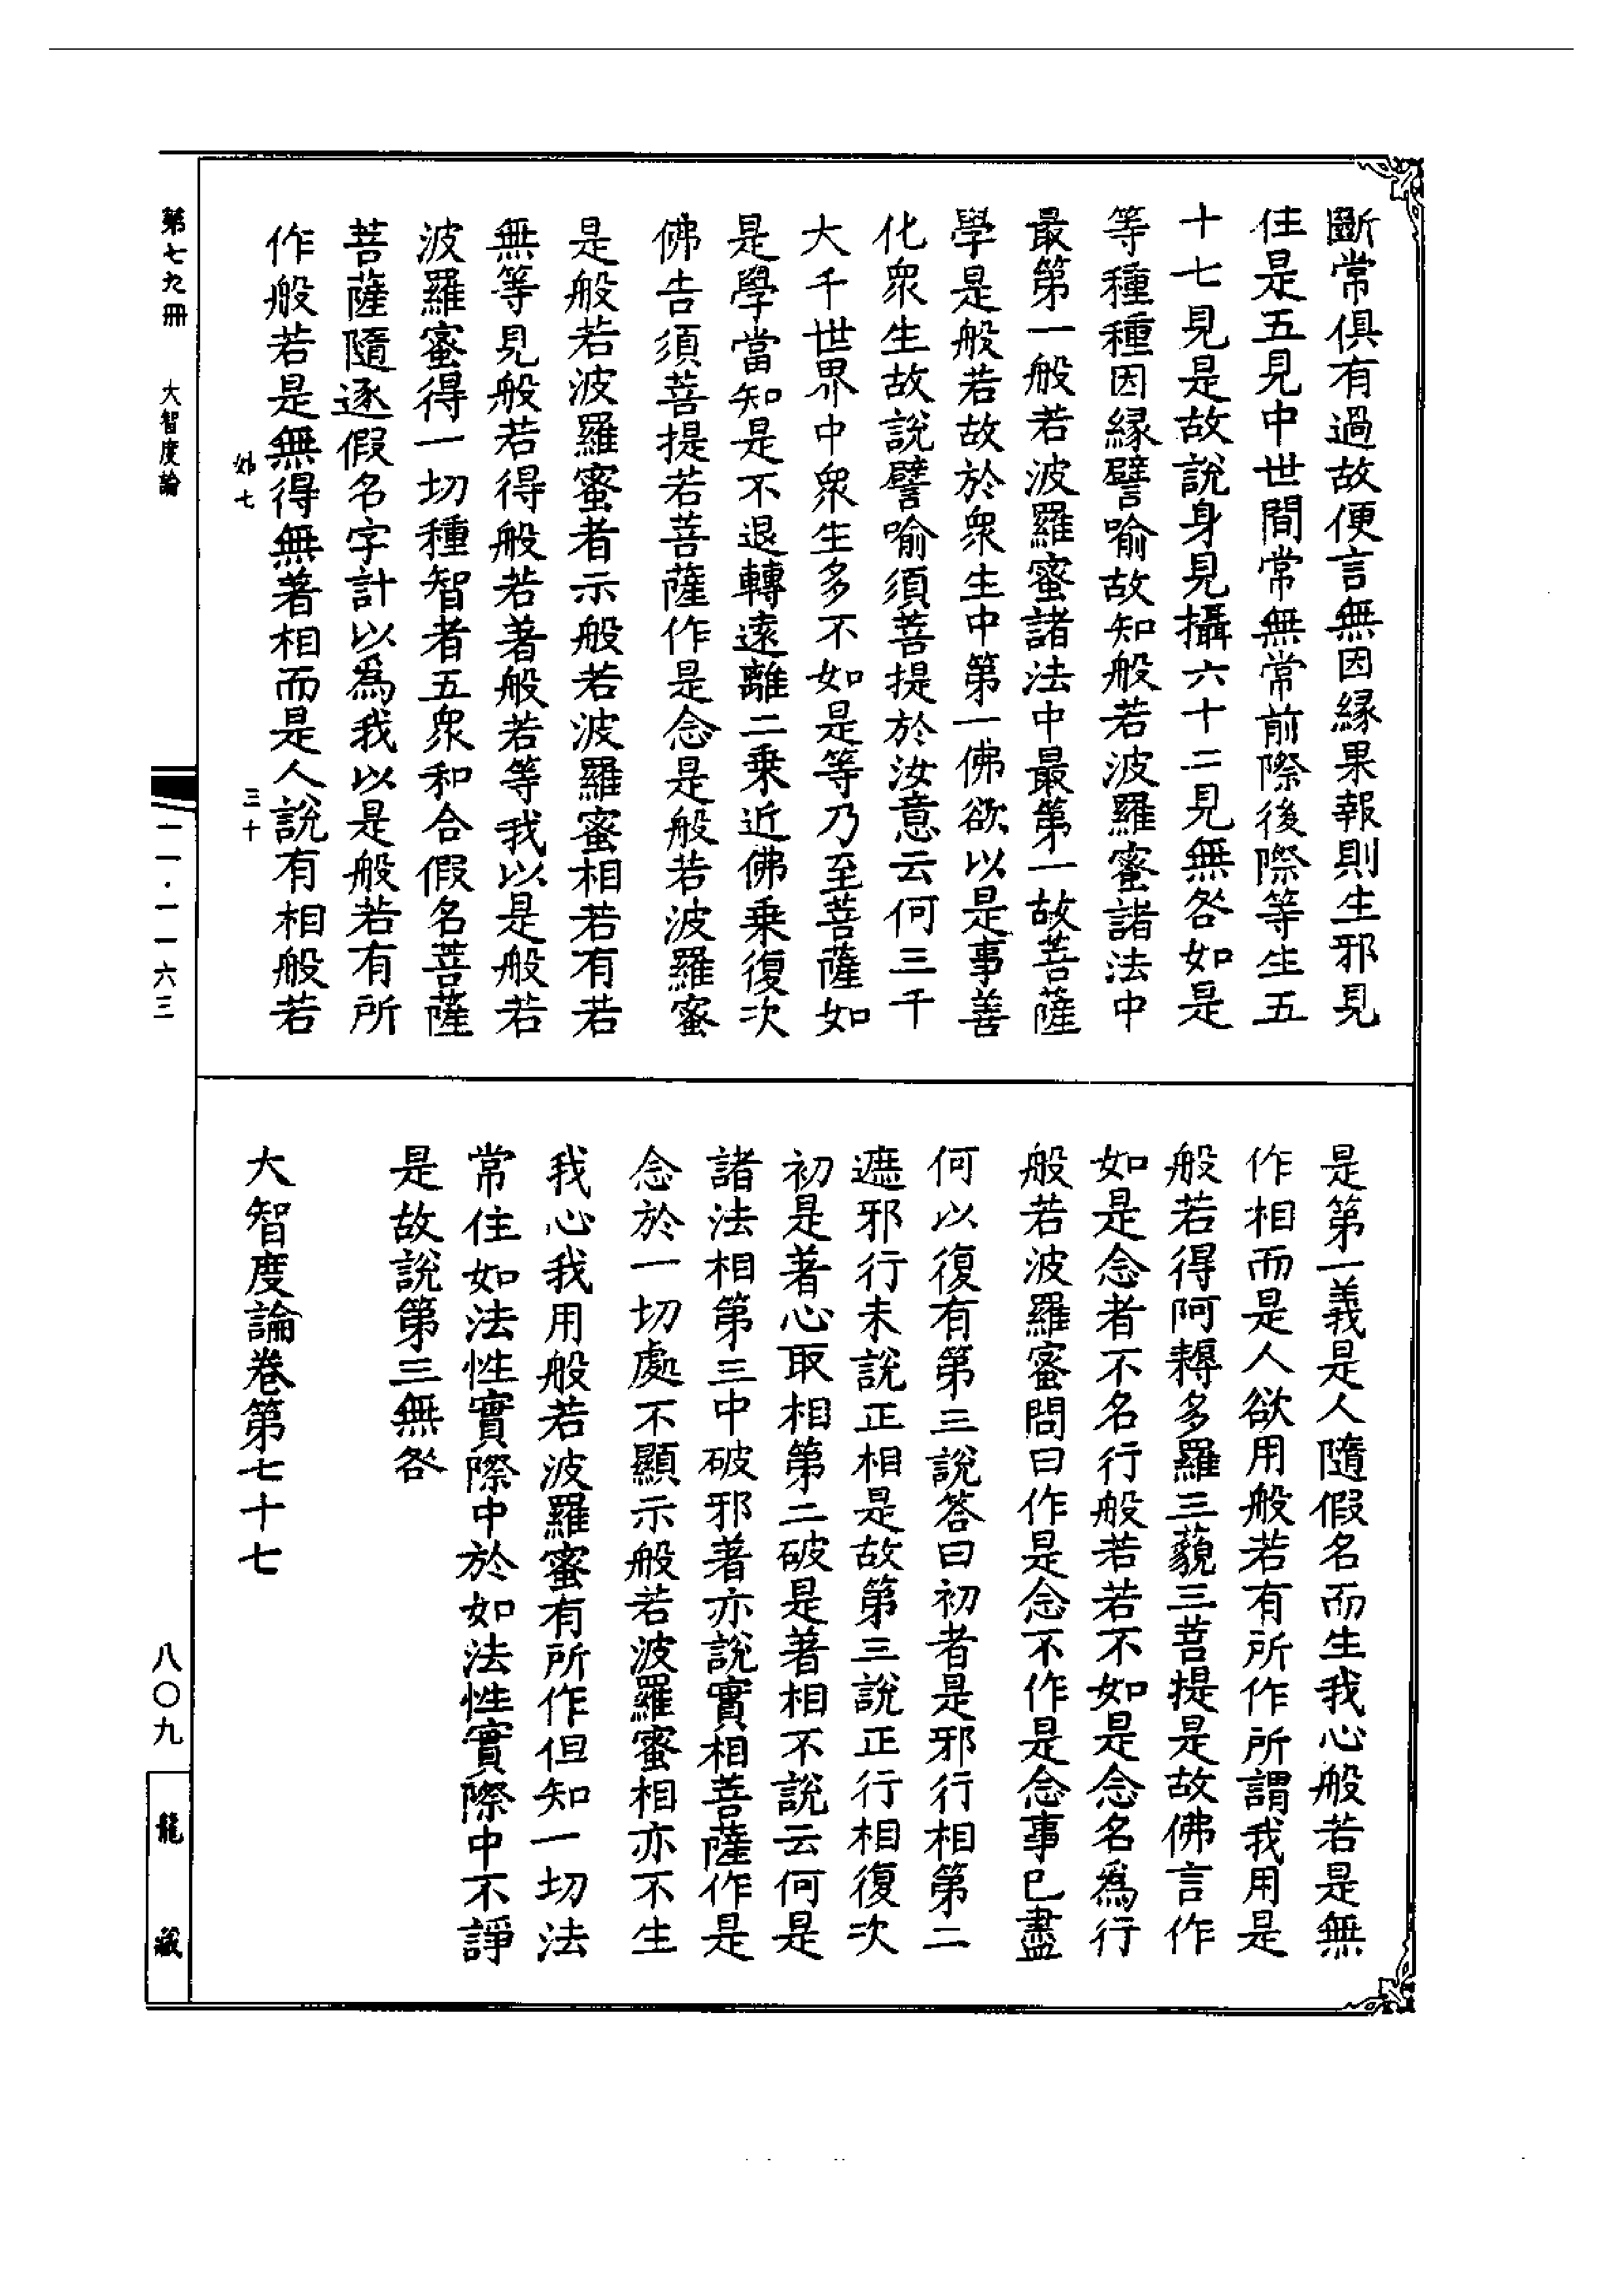 斷常俱有過故便言無因緣果報則生邪見
住是五見中世間常無常前際後際等生五
十七見是故說身見攝六十二見無咎如是
等種種因緣譬喻故知般若波羅蜜諸法中
最第一般若波羅蜜諸法中最第一故菩薩
學是般若故於眾生中第一佛欲以是事善
化眾生故說譬喻須菩提於汝意云何三千
大千世界中眾生多不如是等乃至菩薩如
是學當知是不退轉遠離二乘近佛乘復次
佛告須菩提若菩薩作是念是般若波羅蜜
是般若波羅蜜者示般若波羅蜜相若有若
無等見般若得般若著般若等我以是般若
波羅蜜得一切種智者五眾和合假名菩薩
菩薩隨逐假名字計以為我以是般若有所
作般若是無得無著相而是人說有相般若
是第一義是人隨假名而生我心般若是無
作相而是人欲用般若有所作所謂我用是
般若得阿耨多羅三藐三菩提是故佛言作
如是念者不名行般若若不如是念名為行
般若波羅蜜問曰作是念不作是念事已盡
何以復有第三說答曰初者是邪行相第二
遮邪行未說正相是故第三說正行相復次
初是著心取相第二破是著相不說云何是
諸法相第三中破邪著亦說實相菩薩作是
念於一切處不顯示般若波羅蜜相亦不生
我心我用般若波羅蜜有所作但知一切法
常住如法性實際中於如法性實際中不諍
是故說第三無咎
大智度論卷第七十七
第七九冊 大智度論
姊七 三十
一一·一一六三
八〇九
龍藏